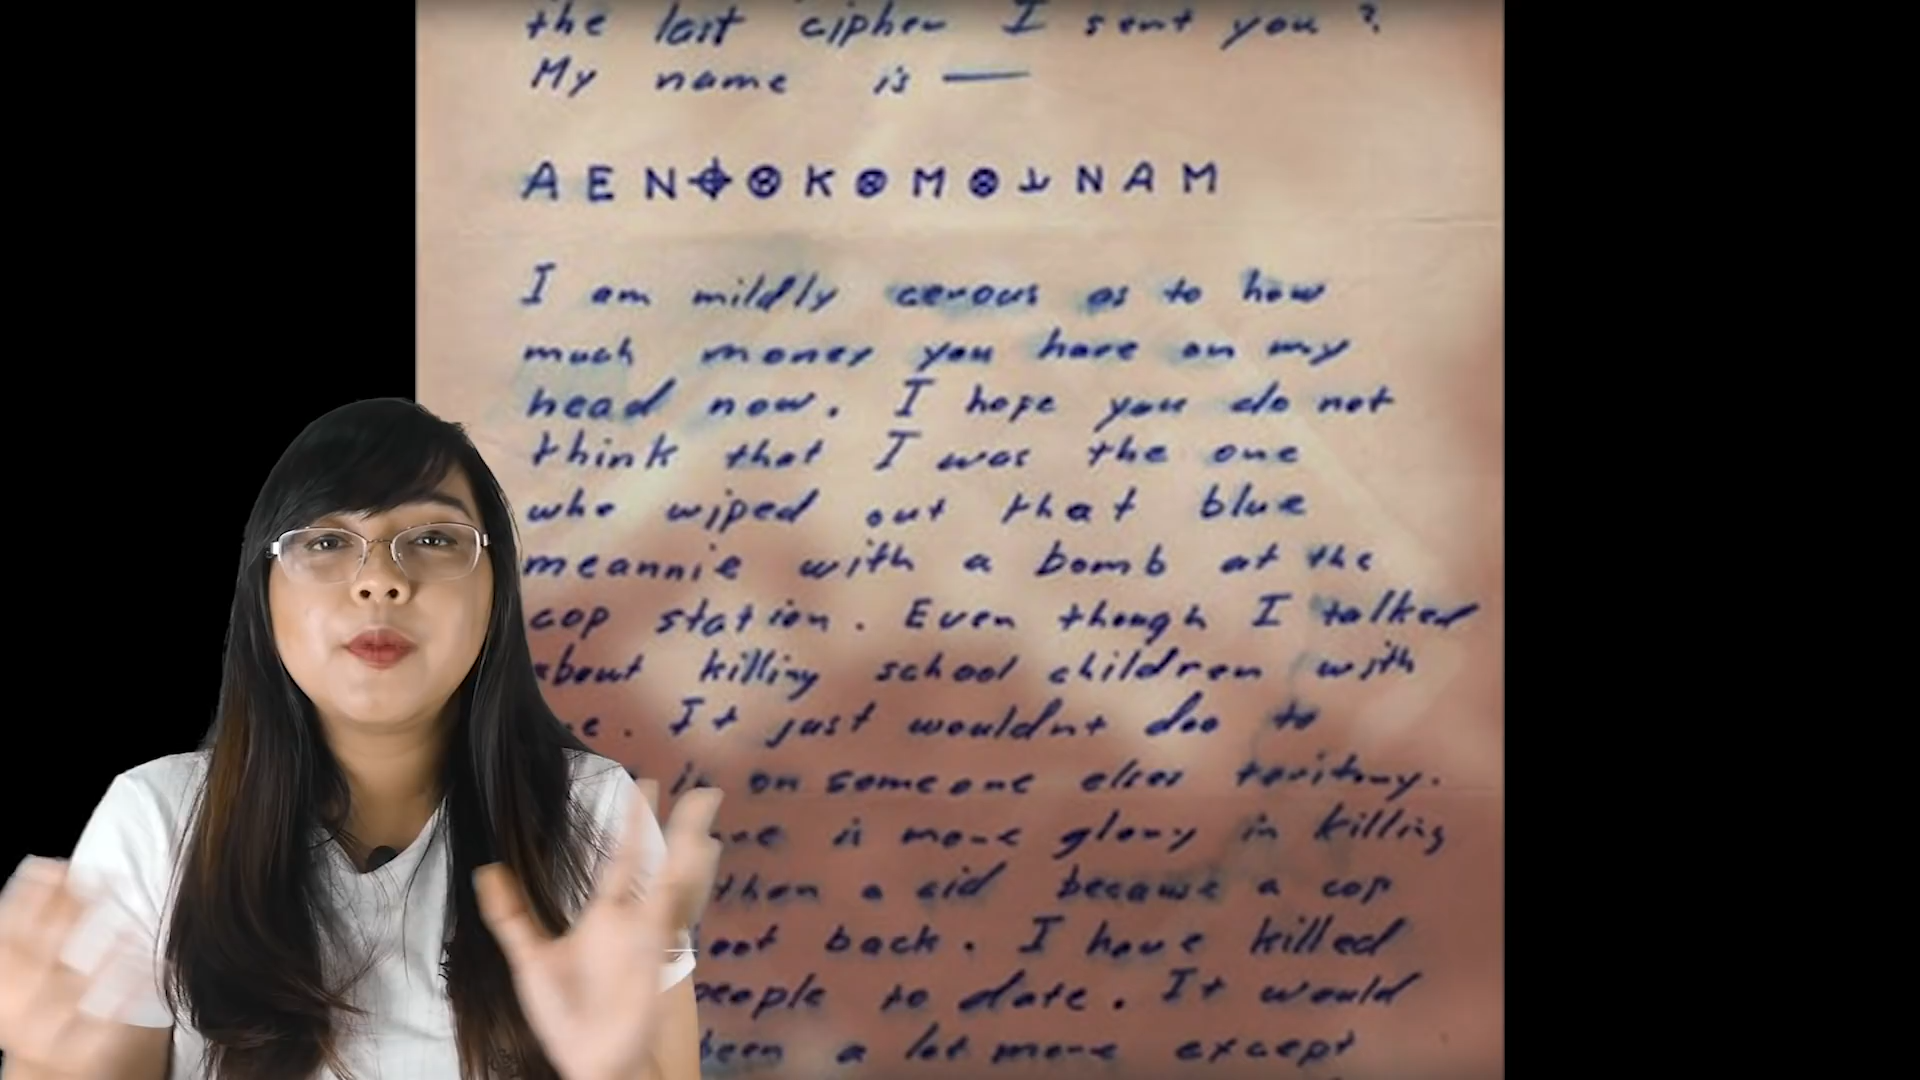 the last cipher I sent you ?
My name is —
A E N ⌖ ⊗ K ⊗ M ⊗ N A M
I am mildly cerous as to how
much money you have on my
head now. I hope you do not
think that I was the one
who wiped out that blue
meannie with a bomb at the
cop station. Even though I talked
about killing school children with
. It just wouldnt doo to
on someone elses teritory.
is more glory in killing
than a cid because a cop
back. I have killed
people to date. It would
been a lot more except